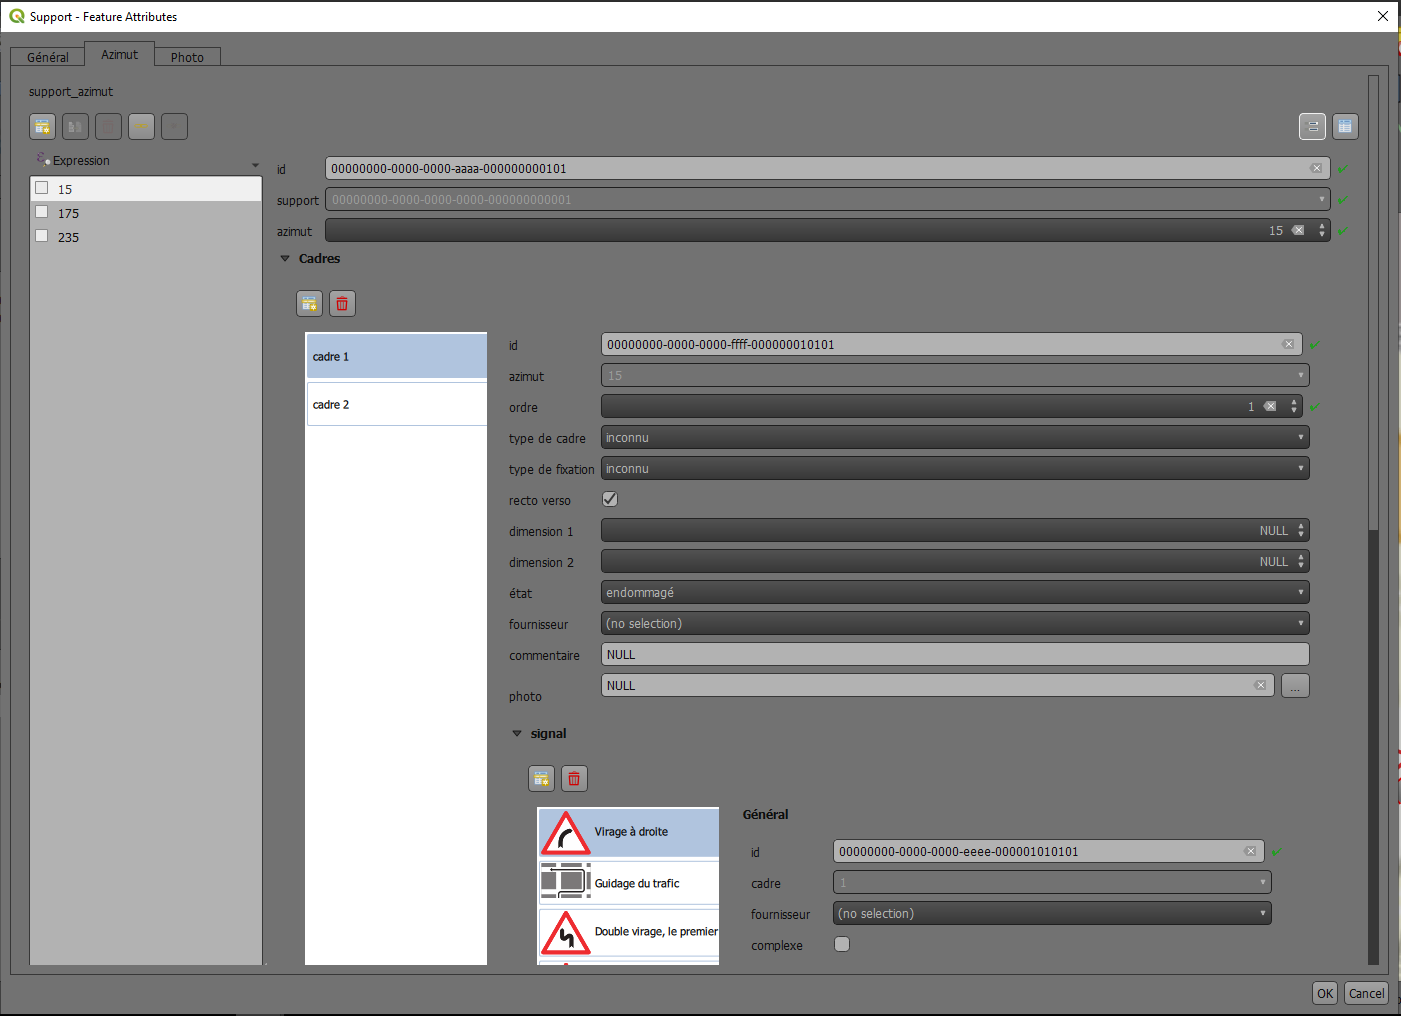 Support - Feature Attributes
Général
Azimut
Photo
support_azimut
Expression
15
175
235
id
00000000-0000-0000-aaaa-000000000101
support
00000000-0000-0000-0000-000000000001
azimut
15
Cadres
cadre 1
cadre 2
id
00000000-0000-0000-ffff-000000010101
azimut
15
ordre
1
type de cadre
inconnu
type de fixation
inconnu
recto verso
dimension 1
NULL
dimension 2
NULL
état
endommagé
fournisseur
(no selection)
commentaire
NULL
photo
NULL
...
signal
Virage à droite
Guidage du trafic
Double virage, le premier
Général
id
00000000-0000-0000-eeee-000001010101
cadre
1
fournisseur
(no selection)
complexe
OK
Cancel